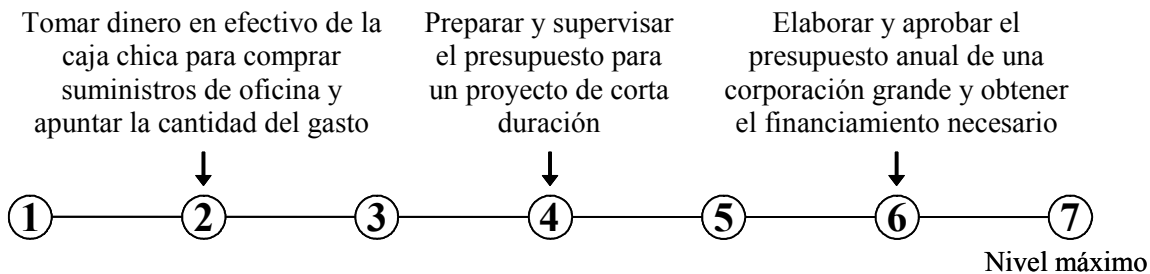 Tomar dinero en efectivo de la
caja chica para comprar
suministros de oficina y
apuntar la cantidad del gasto
Preparar y supervisar
el presupuesto para
un proyecto de corta
duración
Elaborar y aprobar el
presupuesto anual de una
corporación grande y obtener
el financiamiento necesario
1 2 3 4 5 6 7
Nivel máximo